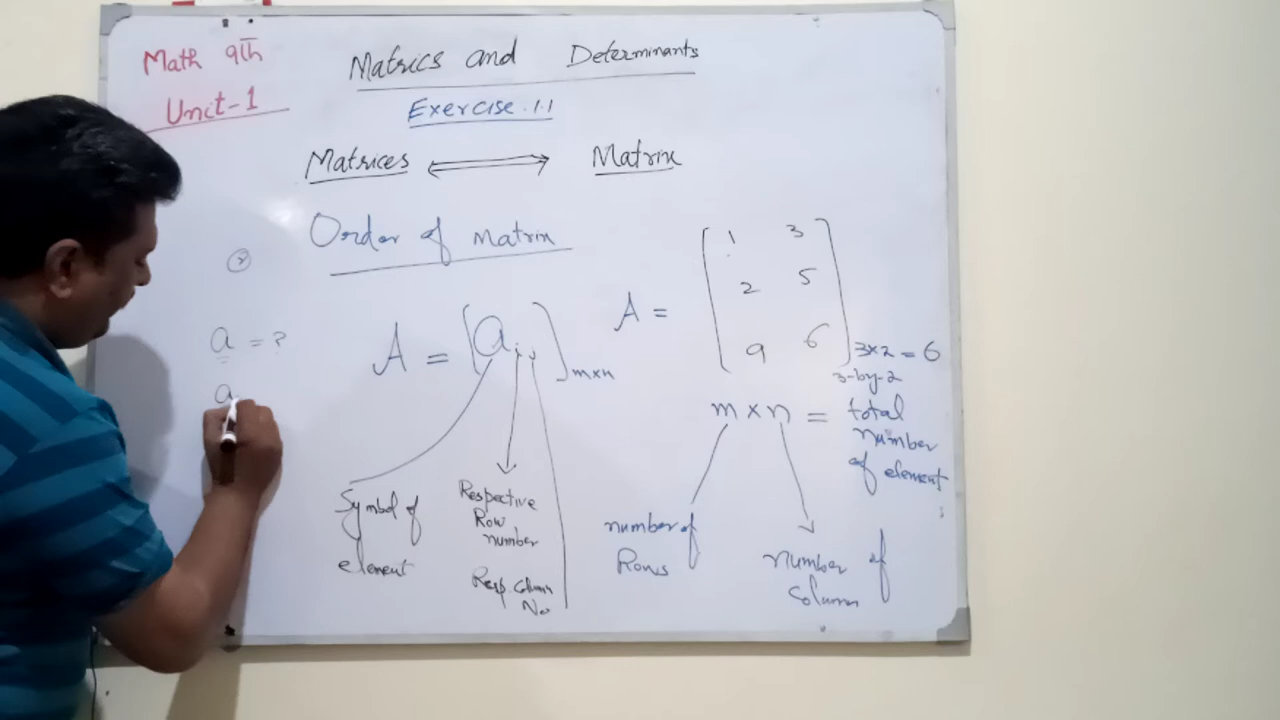 Math 9th
Unit-1
Matrics and Determinants
Exercise 1.1
Matrices ⟷ Matrix
Order of Matrix
a = ?
a
A = [a i j] m×n
Symbol of
element
Respective
Row
number
Resp. Column
No
A =
1 3
2 5
9 6
3×2 = 6
3-by-2
m × n = total
number
of element
number of
Rows
number of
Column